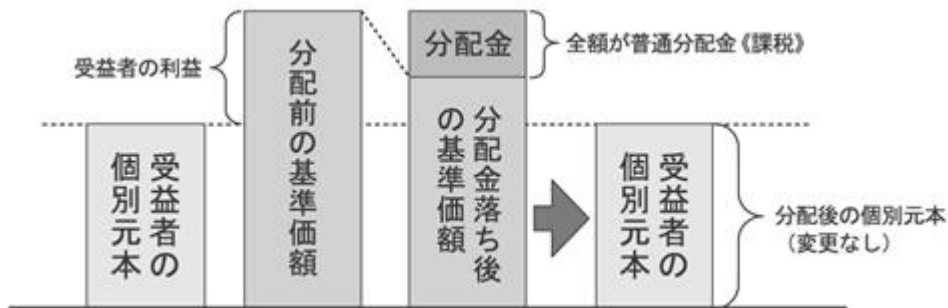 受益者の利益
受益者の
個別元本
分配前の基準価額
分配金
全額が普通分配金《課税》
分配金落ち後
の基準価額
受益者の
個別元本
分配後の個別元本
（変更なし）